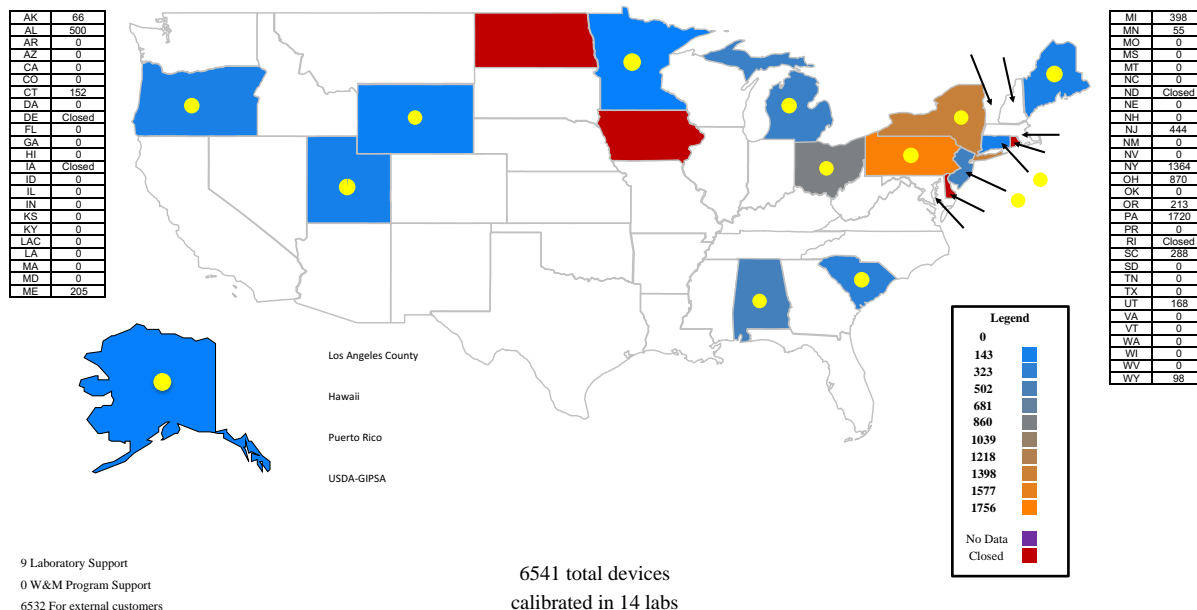 AK 66
AL 500
AR 0
AZ 0
CA 0
CO 0
CT 152
DA 0
DE Closed
FL 0
GA 0
HI 0
IA Closed
ID 0
IL 0
IN 0
KS 0
KY 0
LAC 0
LA 0
MA 0
MD 0
ME 205
MI 398
MN 55
MO 0
MS 0
MT 0
NC 0
ND Closed
NE 0
NH 0
NJ 444
NM 0
NV 0
NY 1364
OH 870
OK 0
OR 213
PA 1720
PR 0
RI Closed
SC 288
SD 0
TN 0
TX 0
UT 168
VA 0
VT 0
WA 0
WI 0
WV 0
WY 98
Los Angeles County
Hawaii
Puerto Rico
USDA-GIPSA
Legend
0
143
323
502
681
860
1039
1218
1398
1577
1756
No Data
Closed
9 Laboratory Support
0 W&M Program Support
6532 For external customers
6541 total devices
calibrated in 14 labs